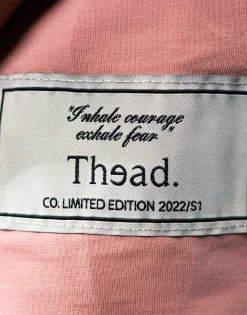 "Inhale courage
exhale fear"
Thead.
CO. LIMITED EDITION 2022/S1